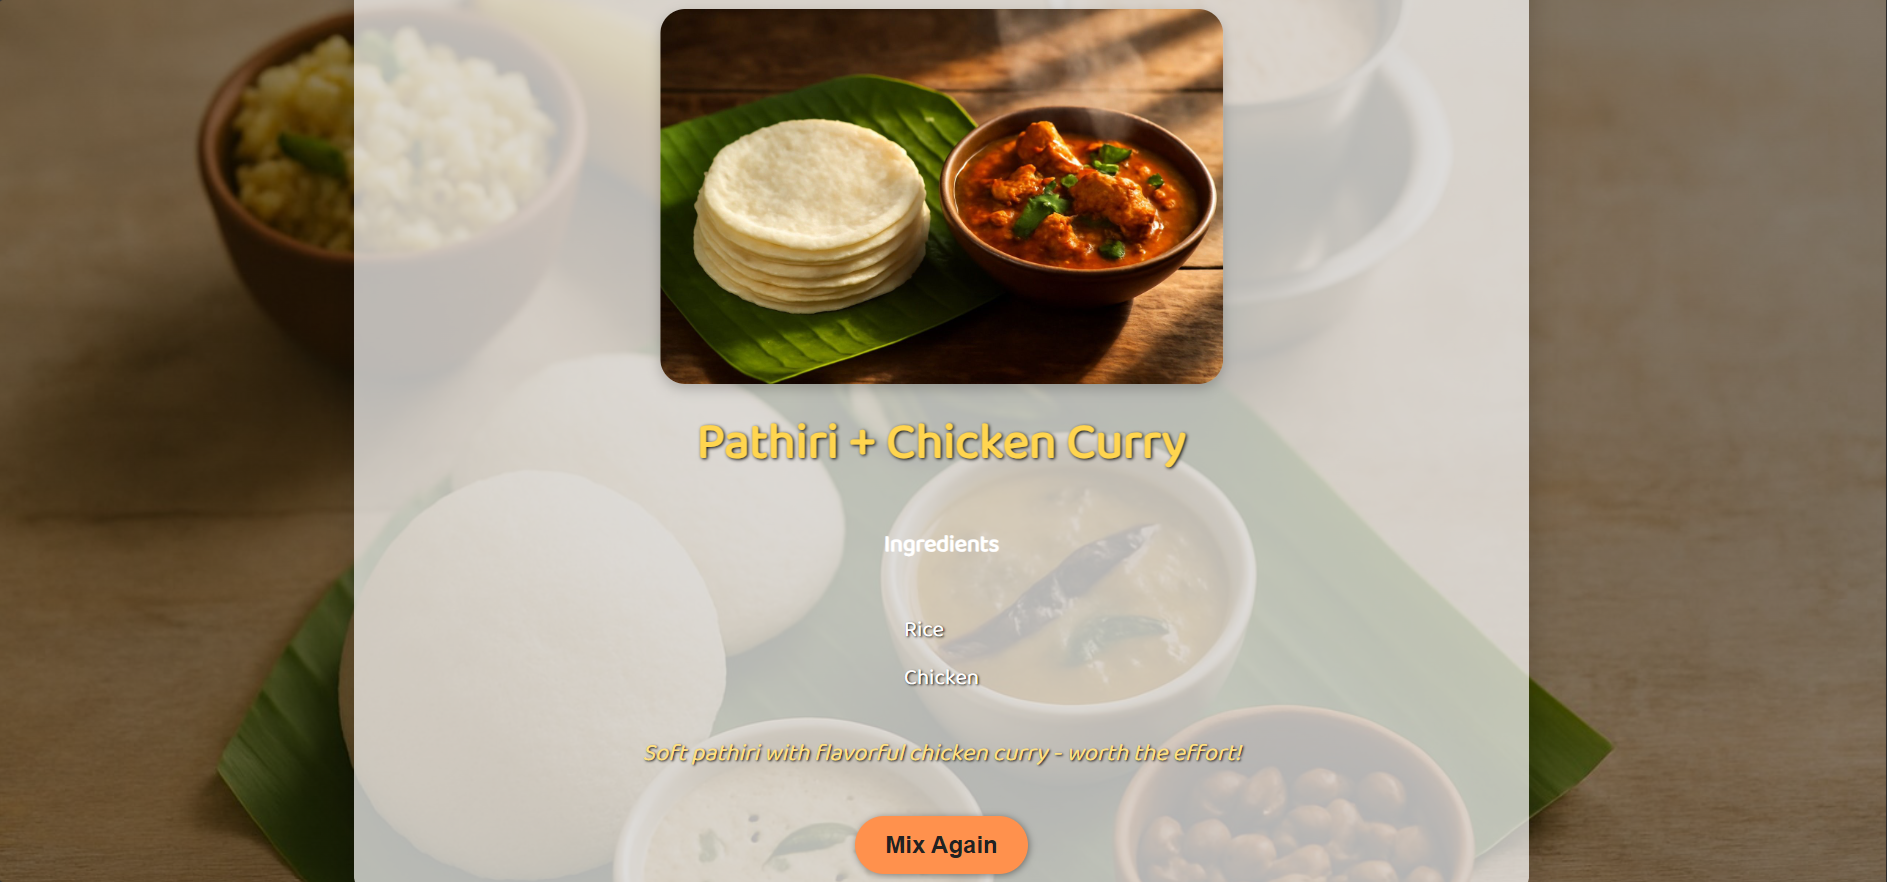 Pathiri + Chicken Curry
Ingredients
Rice
Chicken
Soft pathiri with flavorful chicken curry - worth the effort!
Mix Again